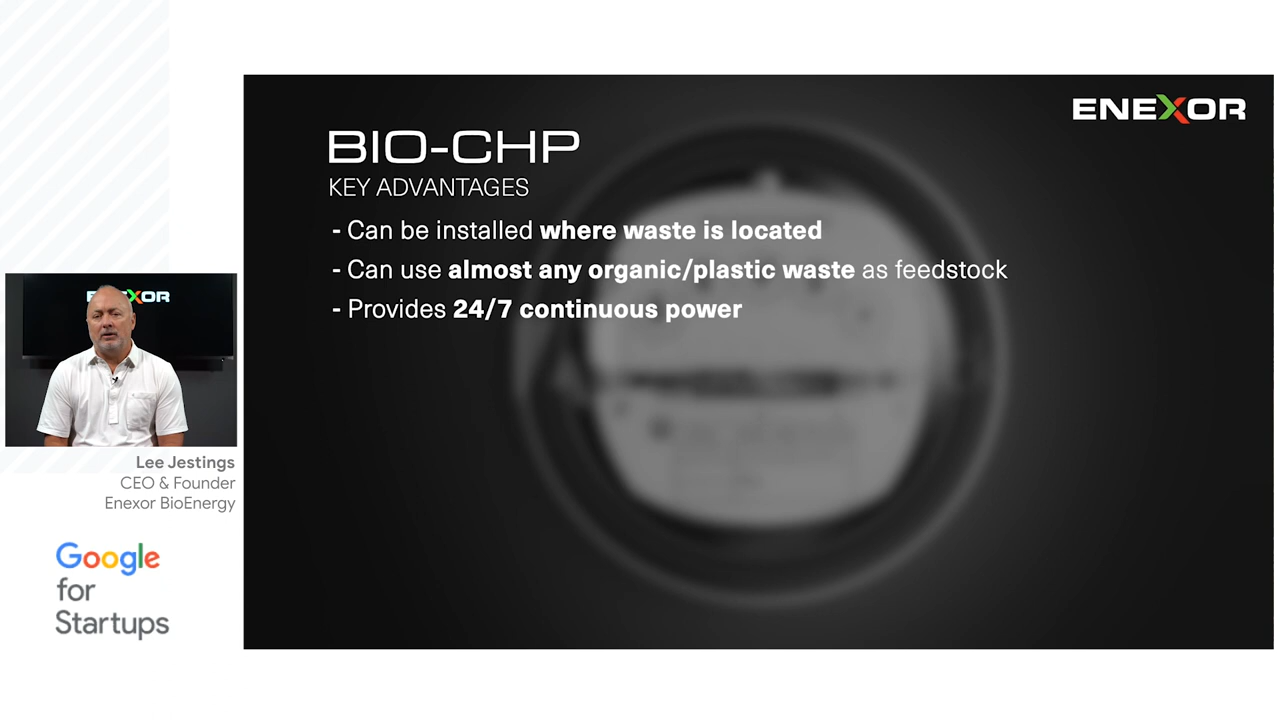 ENEXOR
BIO-CHP
KEY ADVANTAGES
- Can be installed where waste is located
- Can use almost any organic/plastic waste as feedstock
- Provides 24/7 continuous power
ENEXOR
Lee Jestings
CEO & Founder
Enexor BioEnergy
Google
for
Startups